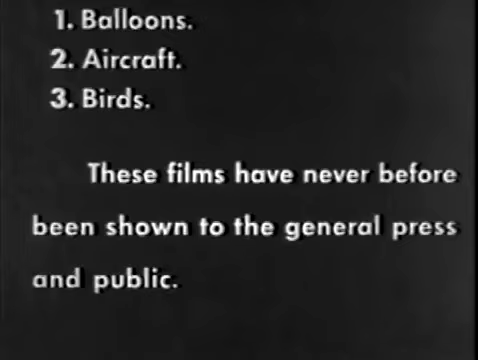 1. Balloons.
2. Aircraft.
3. Birds.
These films have never before
been shown to the general press
and public.